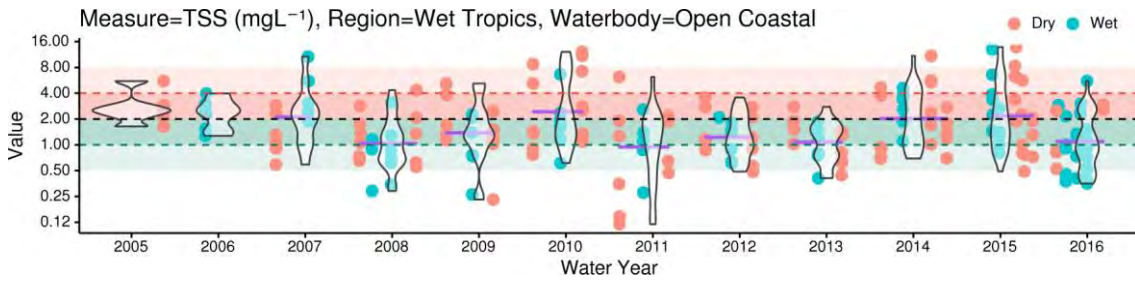 Measure=TSS (mgL⁻¹), Region=Wet Tropics, Waterbody=Open Coastal
Dry Wet
16.00
8.00
4.00
2.00
1.00
0.50
0.25
0.12
Value
2005 2006 2007 2008 2009 2010 2011 2012 2013 2014 2015 2016
Water Year